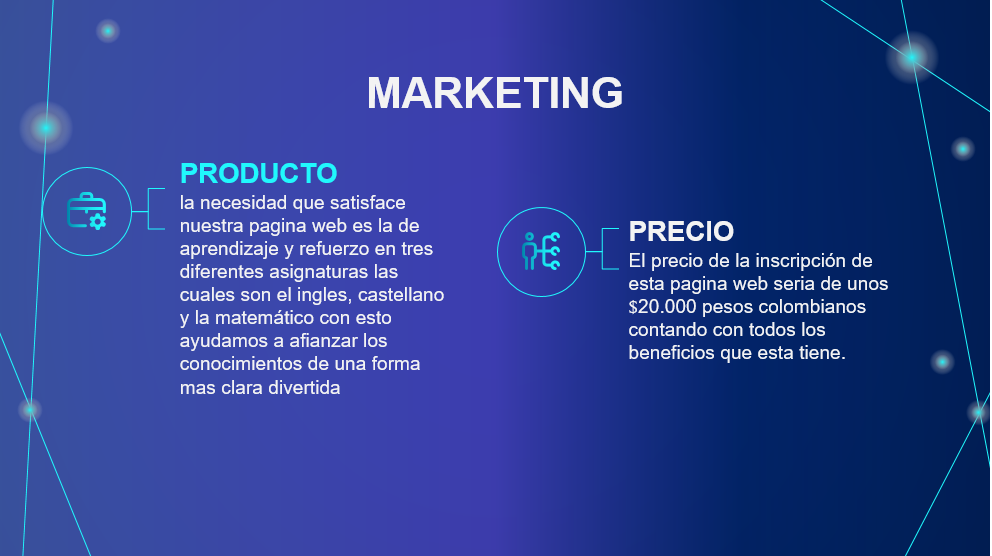 MARKETING
PRODUCTO
la necesidad que satisface
nuestra pagina web es la de
aprendizaje y refuerzo en tres
diferentes asignaturas las
cuales son el ingles, castellano
y la matemático con esto
ayudamos a afianzar los
conocimientos de una forma
mas clara divertida
PRECIO
El precio de la inscripción de
esta pagina web seria de unos
$20.000 pesos colombianos
contando con todos los
beneficios que esta tiene.